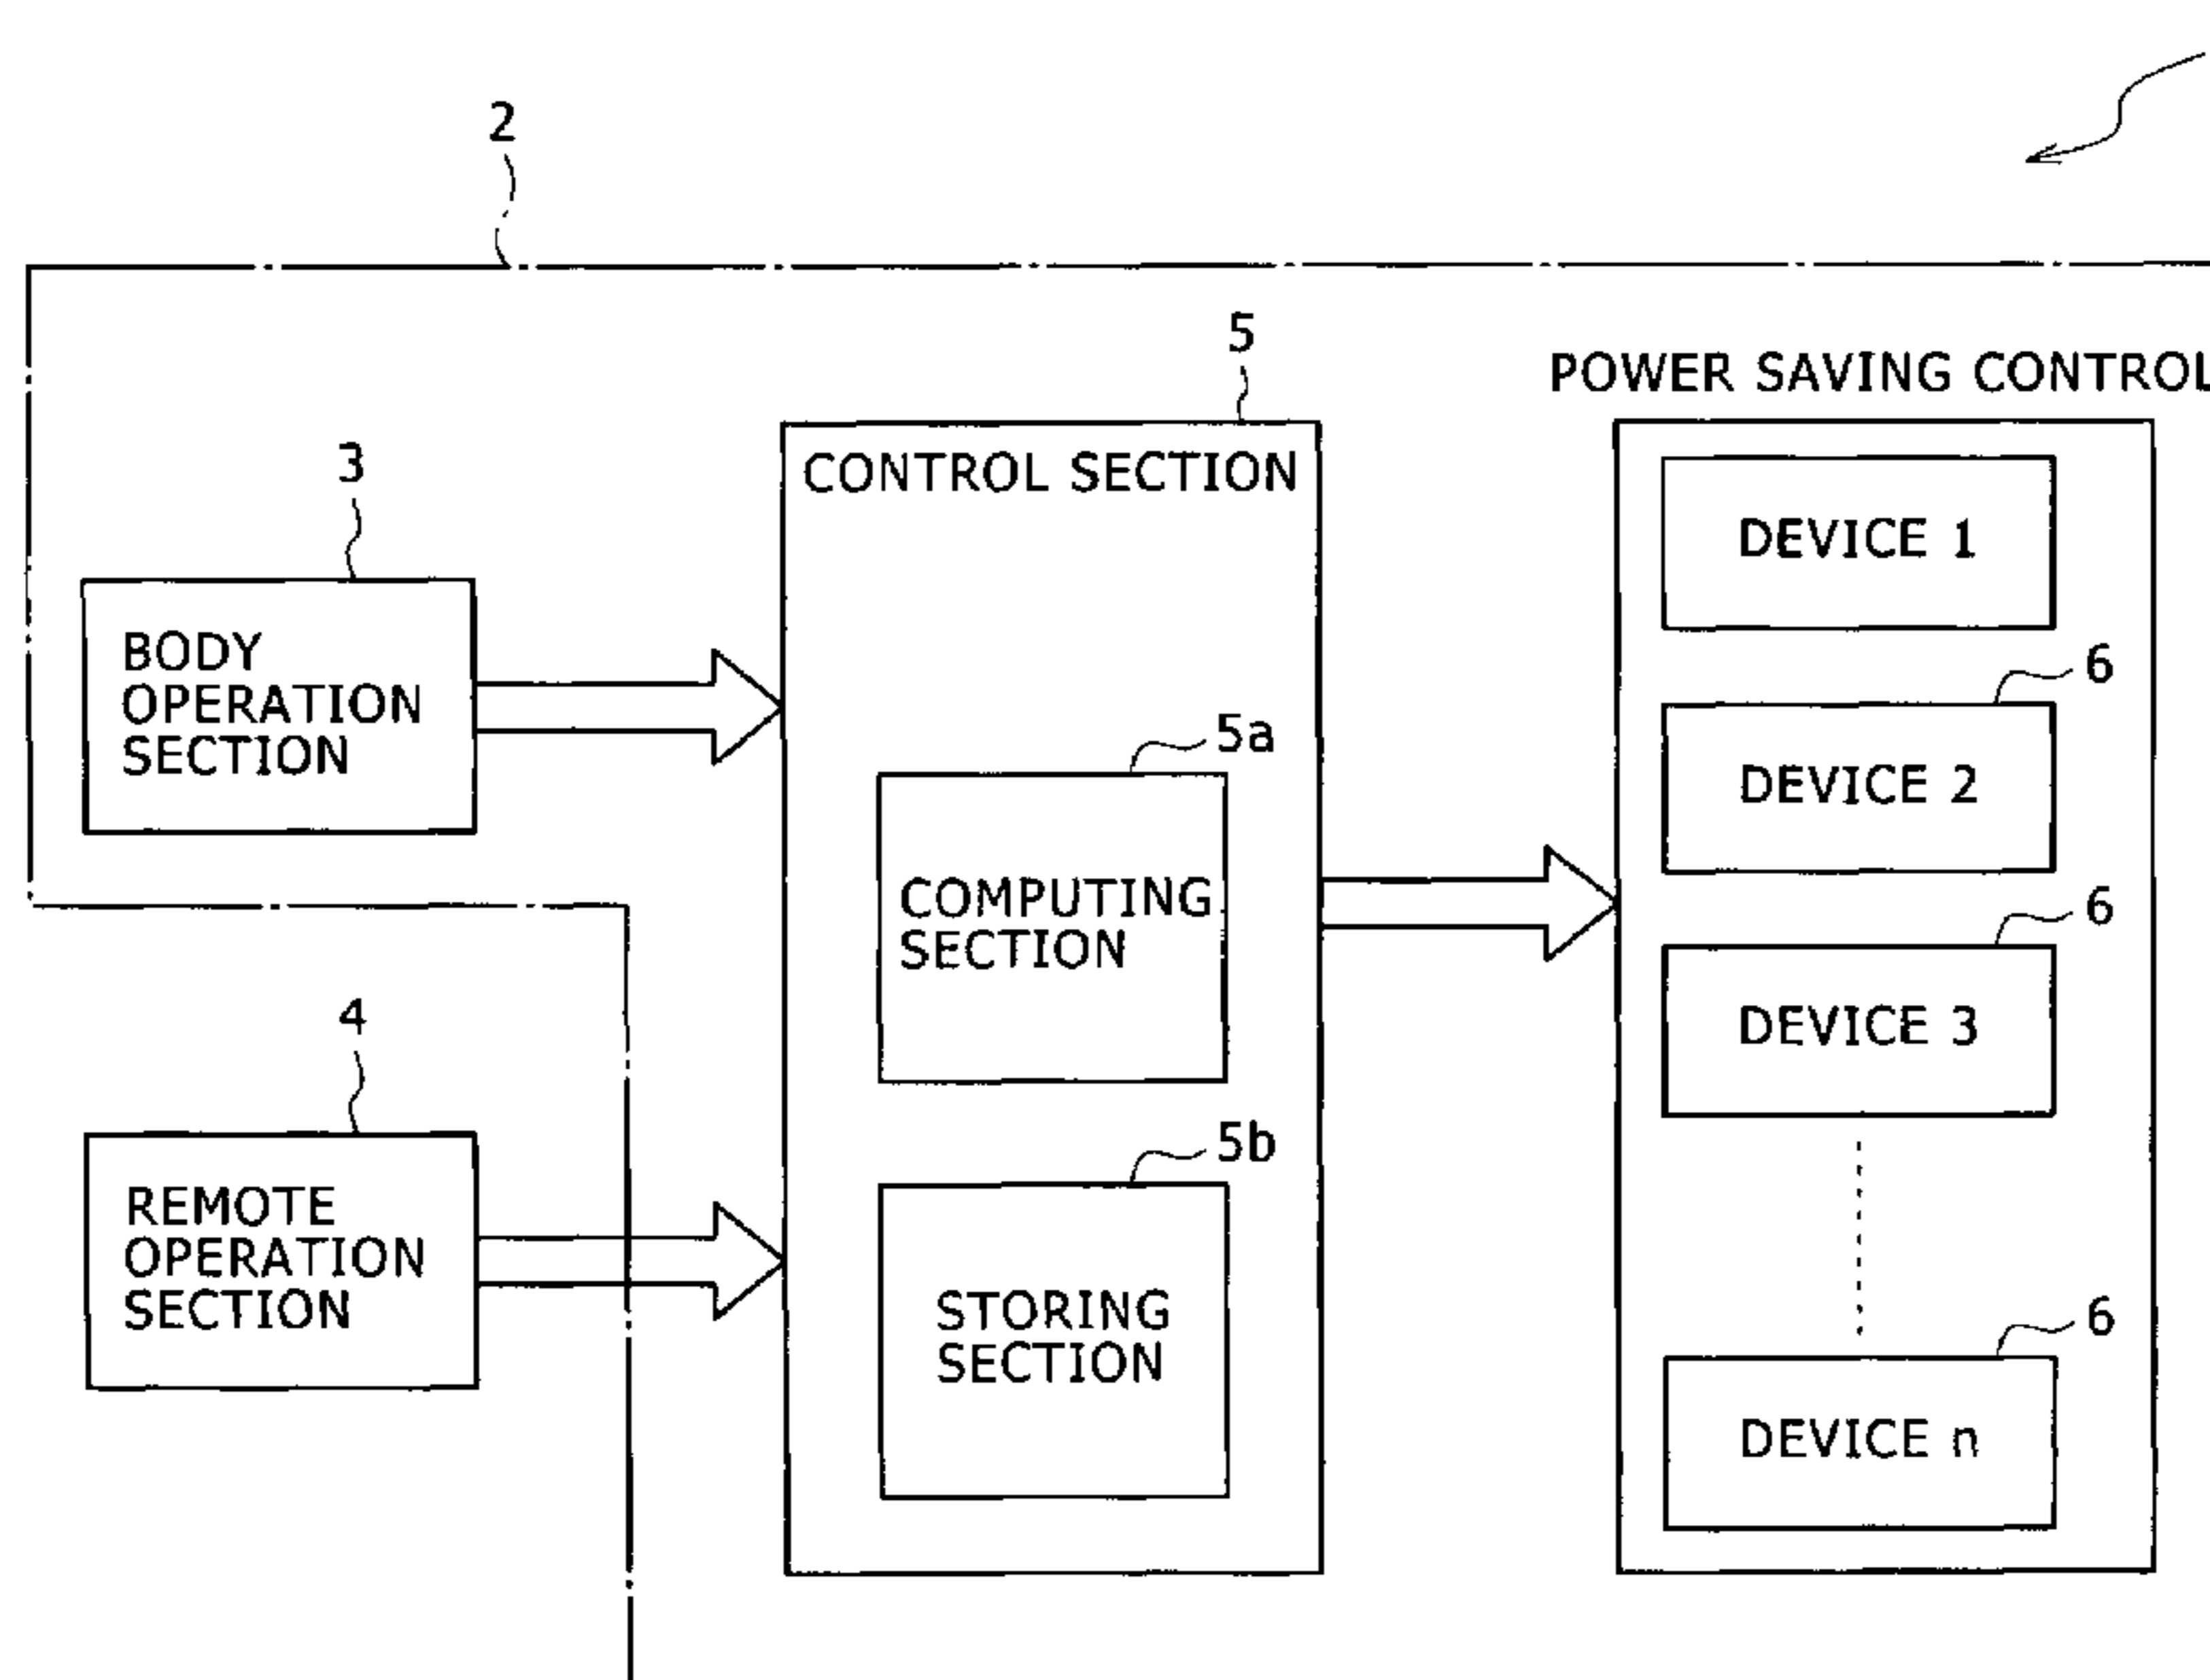 2
5
POWER SAVING CONTROL
3
CONTROL SECTION
DEVICE 1
BODY
OPERATION
SECTION
6
5a
DEVICE 2
COMPUTING
SECTION
6
DEVICE 3
4
5b
REMOTE
OPERATION
SECTION
STORING
SECTION
6
DEVICE n